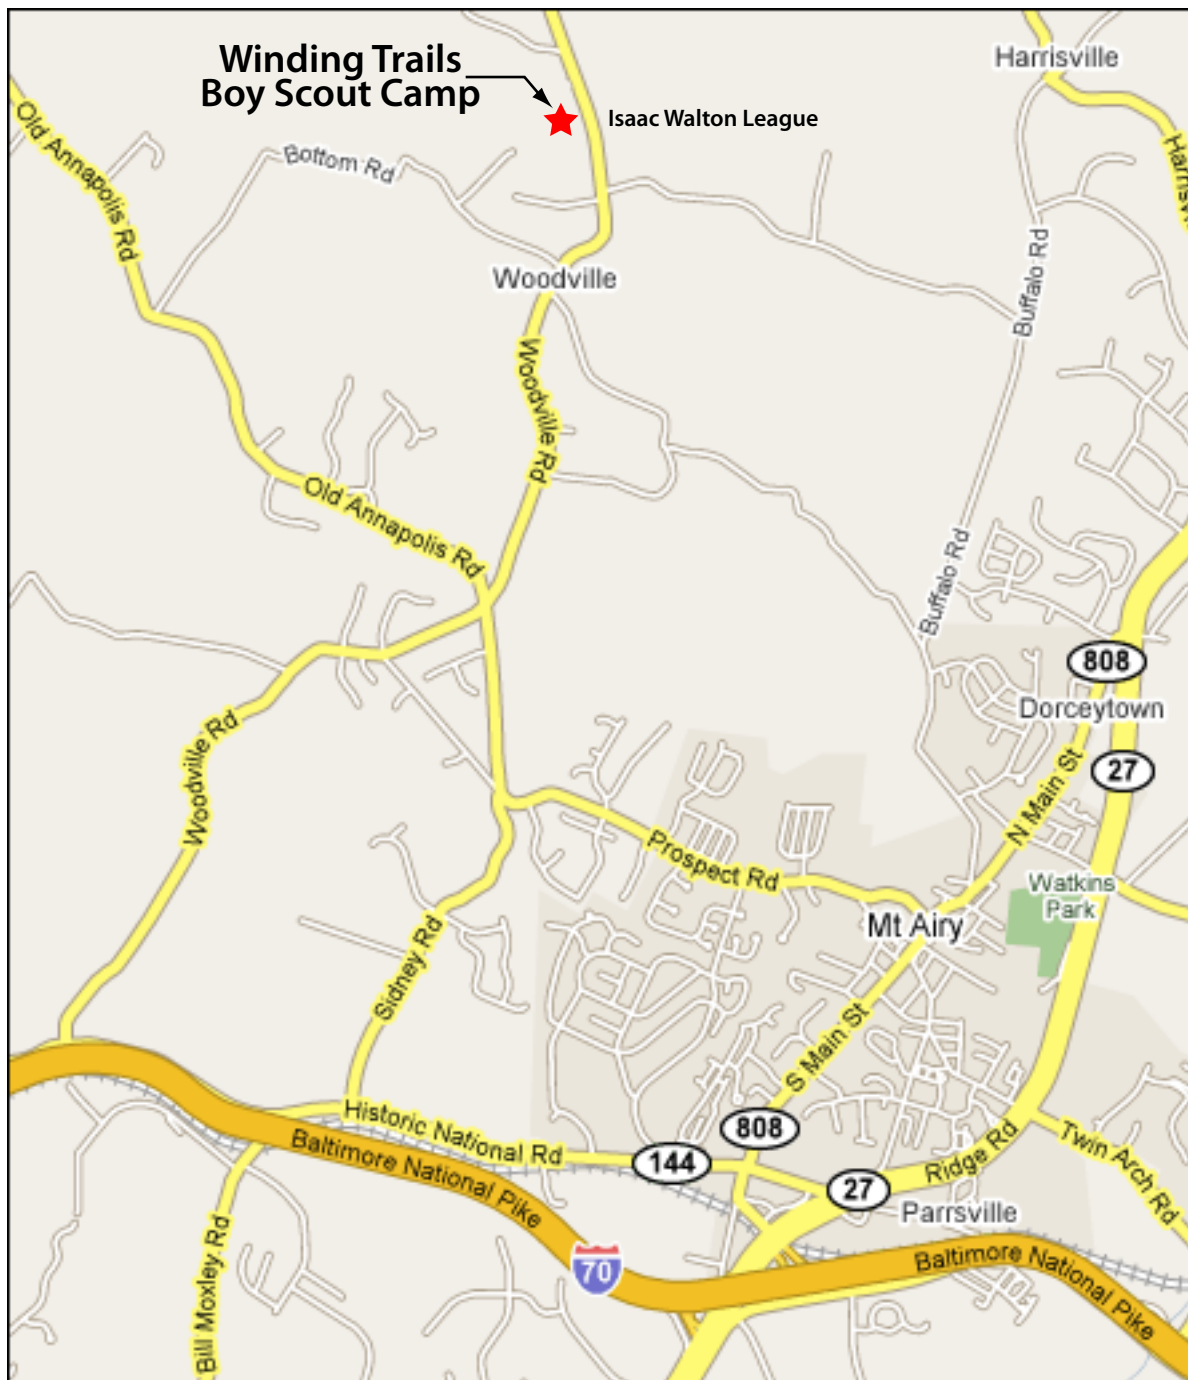 Winding Trails
Boy Scout Camp
Isaac Walton League
Harrisville
Old Annapolis Rd
Bottom Rd
Harrisv
Buffalo Rd
Woodville
Woodville Rd
Old Annapolis Rd
Buffalo Rd
808
Dorceytown
Woodville Rd
27
N Main St
Prospect Rd
Watkins
Park
Mt Airy
Sidney Rd
S Main St
Historic National Rd
808
Baltimore National Pike
144
Ridge Rd
Twin Arch Rd
27
Parrsville
Bill Moxley Rd
70
Baltimore National Pike